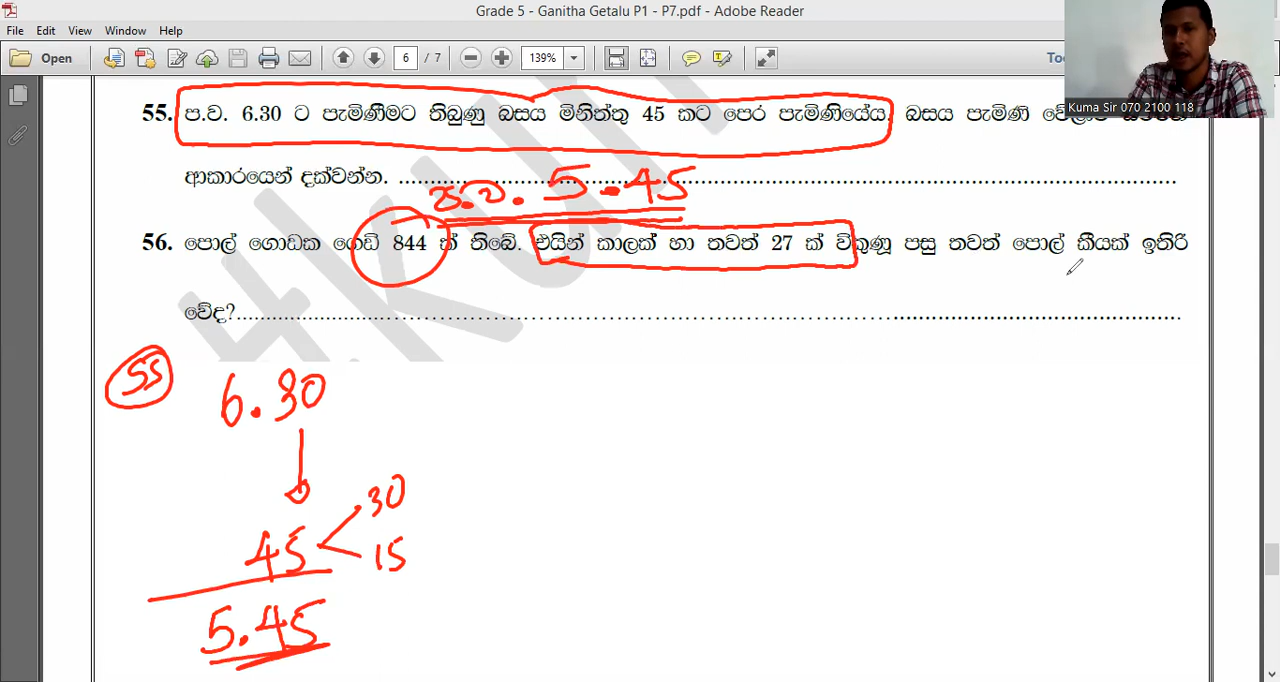 Grade 5 - Ganitha Getalu P1 - P7.pdf - Adobe Reader
File Edit View Window Help
Open 6 / 7 139%
Kuma Sir 070 2100 118
55. ප.ව. 6.30 ට පැමිණීමට තිබුණු බසය මිනිත්තු 45 කට පෙර පැමිණියේය. බසය පැමිණි
ආකාරයෙන් දක්වන්න.
ප.ව. 5.45
56. පොල් ගොඩක ගෙඩි 844 ක් තිබේ. එයින් කාලක් හා තවත් 27 ක් විකුණූ පසු තවත් පොල් කීයක් ඉතිරි
වේද?
55
6.30
45
30
15
5.45